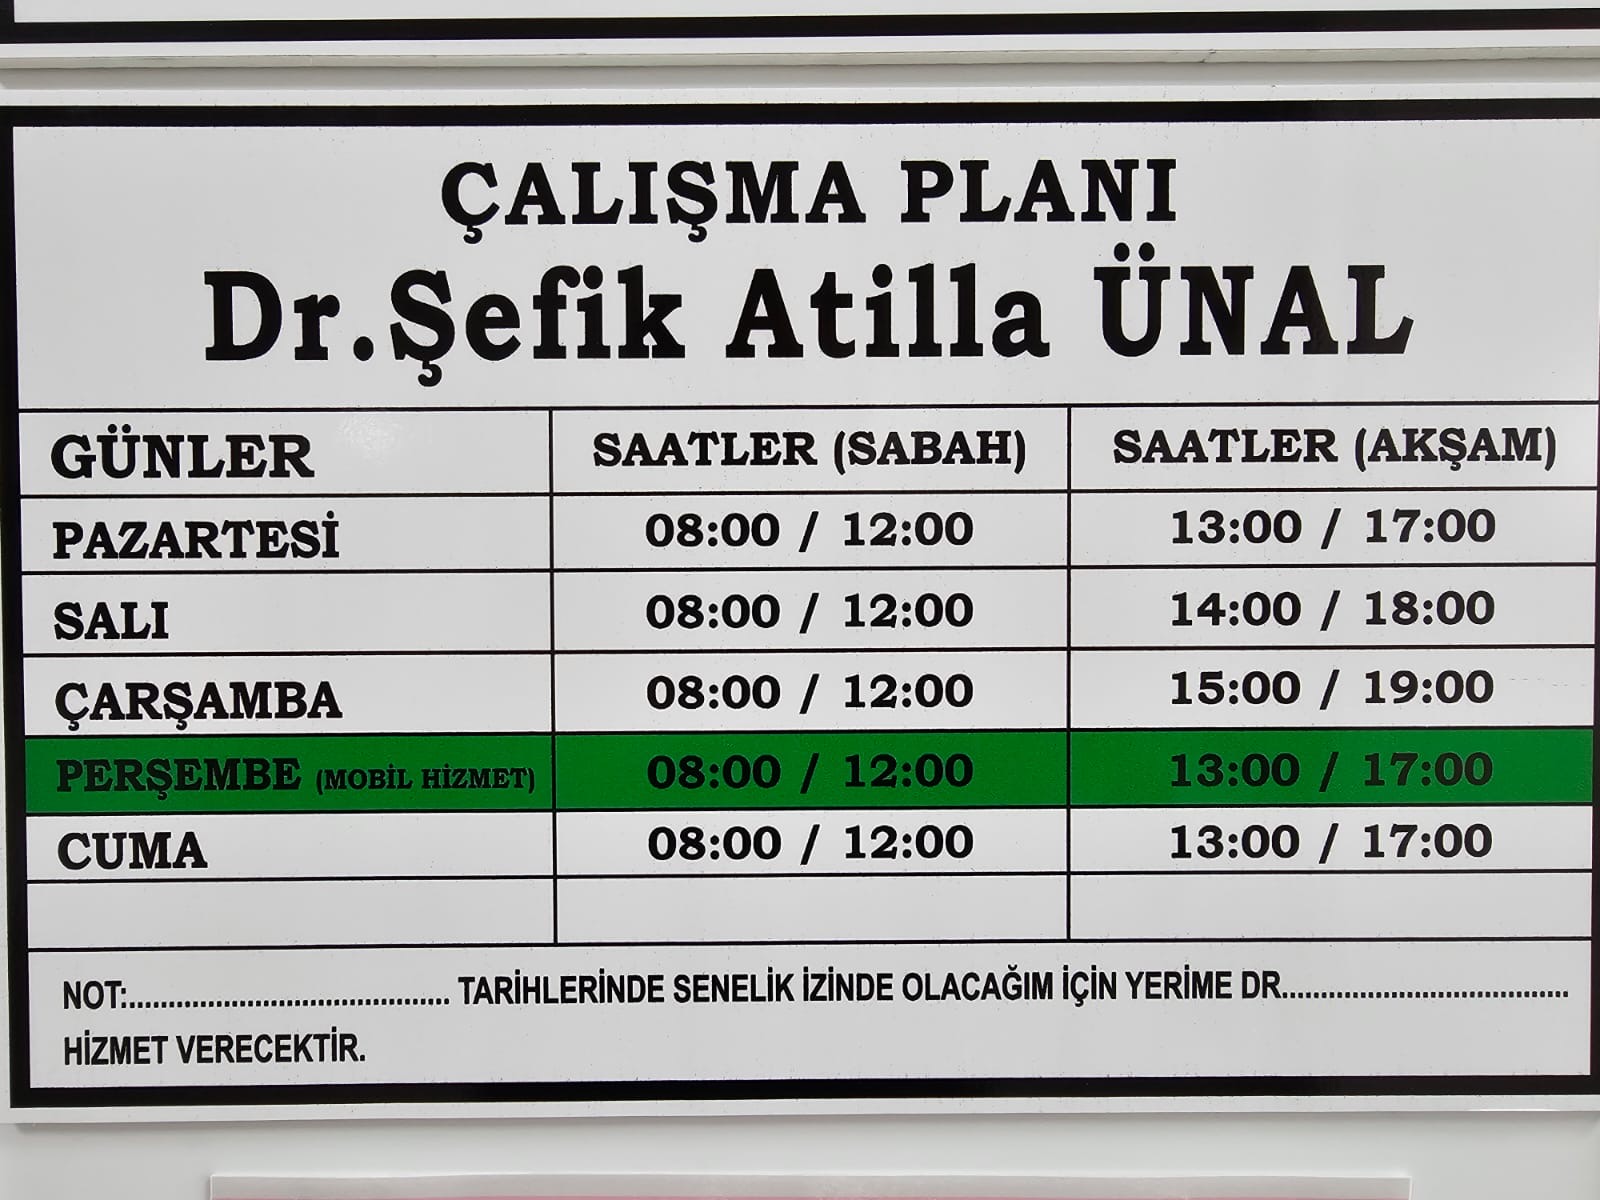 ÇALIŞMA PLANI
Dr.Şefik Atilla ÜNAL
GÜNLER SAATLER (SABAH) SAATLER (AKŞAM)
PAZARTESİ 08:00 / 12:00 13:00 / 17:00
SALI 08:00 / 12:00 14:00 / 18:00
ÇARŞAMBA 08:00 / 12:00 15:00 / 19:00
PERŞEMBE (MOBİL HİZMET) 08:00 / 12:00 13:00 / 17:00
CUMA 08:00 / 12:00 13:00 / 17:00
NOT:.......................................... TARİHLERİNDE SENELİK İZİNDE OLACAĞIM İÇİN YERİME DR.....................................
HİZMET VERECEKTİR.